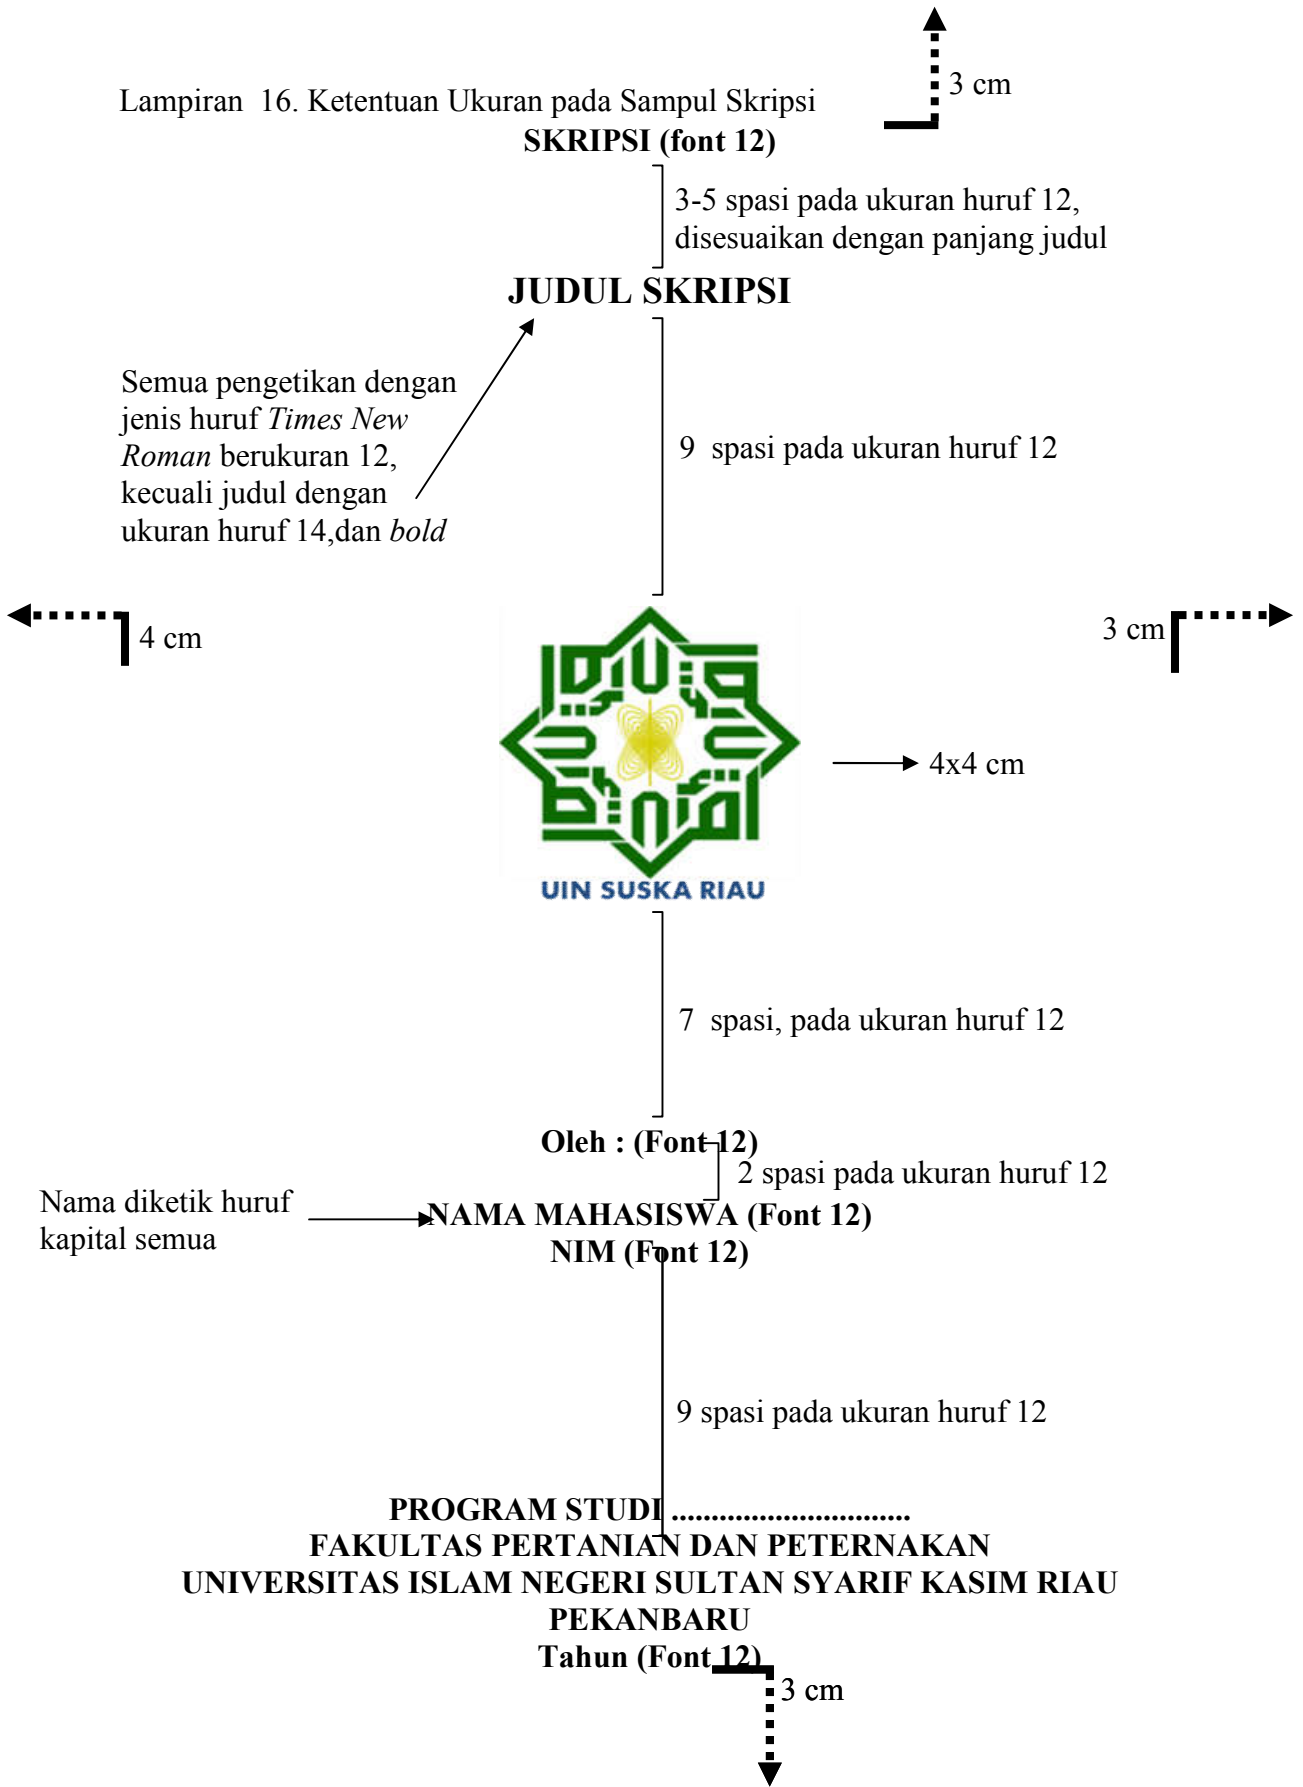 3 cm
Lampiran  16. Ketentuan Ukuran pada Sampul Skripsi
SKRIPSI (font 12)
3-5 spasi pada ukuran huruf 12,
disesuaikan dengan panjang judul
JUDUL SKRIPSI
Semua pengetikan dengan
jenis huruf Times New
Roman berukuran 12,
kecuali judul dengan
ukuran huruf 14,dan bold
9  spasi pada ukuran huruf 12
4 cm
3 cm
4x4 cm
UIN SUSKA RIAU
7  spasi, pada ukuran huruf 12
Oleh : (Font 12)
2 spasi pada ukuran huruf 12
Nama diketik huruf
kapital semua
NAMA MAHASISWA (Font 12)
NIM (Font 12)
9 spasi pada ukuran huruf 12
PROGRAM STUDI ..............................
FAKULTAS PERTANIAN DAN PETERNAKAN
UNIVERSITAS ISLAM NEGERI SULTAN SYARIF KASIM RIAU
PEKANBARU
Tahun (Font 12)
3 cm